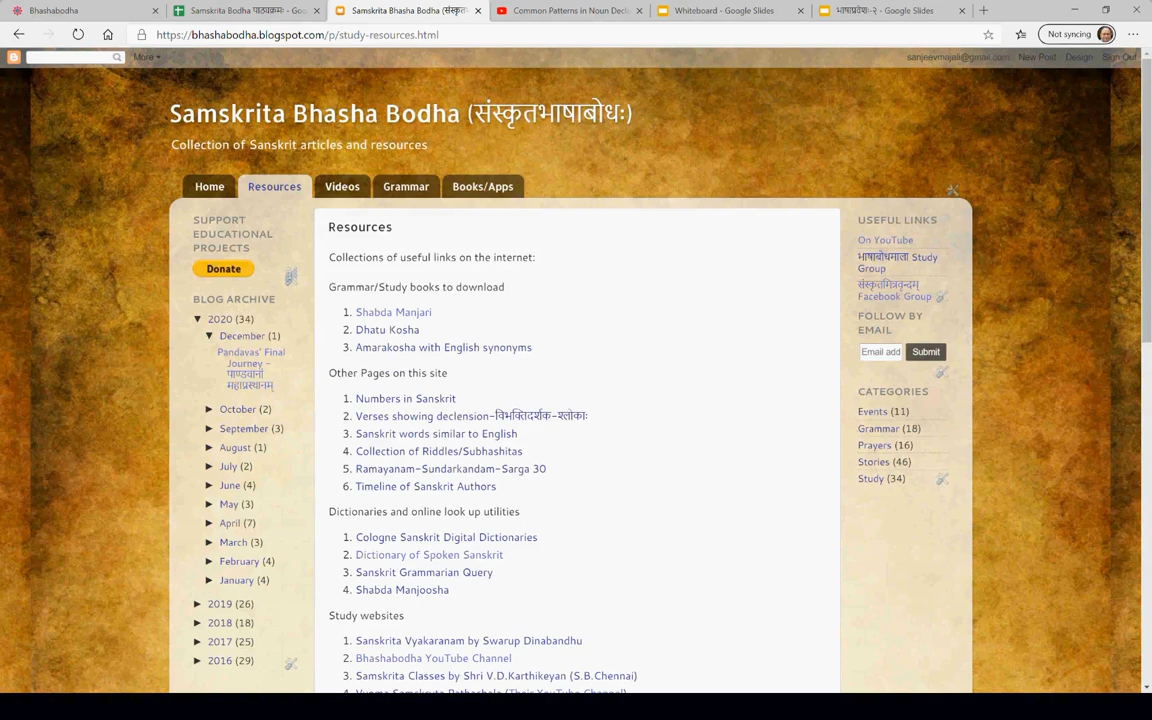 Bhashabodha
Samskrita Bodha पाठ्यक्रमः - Goo
Samskrita Bhasha Bodha (संस्कृत
Common Patterns in Noun Decl
Whiteboard - Google Slides
भाषाप्रवेशः-२ - Google Slides
https://bhashabodha.blogspot.com/p/study-resources.html
Not syncing
More
sanjeevmajali@gmail.com New Post Design Sign Out
Samskrita Bhasha Bodha (संस्कृतभाषाबोधः)
Collection of Sanskrit articles and resources
Home Resources Videos Grammar Books/Apps
SUPPORT
EDUCATIONAL
PROJECTS
Donate
BLOG ARCHIVE
▼ 2020 (34)
▼ December (1)
Pandavas' Final
Journey -
पाण्डवानां
महाप्रस्थानम्
► October (2)
► September (3)
► August (1)
► July (2)
► June (4)
► May (3)
► April (7)
► March (3)
► February (4)
► January (4)
► 2019 (26)
► 2018 (18)
► 2017 (25)
► 2016 (29)
Resources
Collections of useful links on the internet:
Grammar/Study books to download
1. Shabda Manjari
2. Dhatu Kosha
3. Amarakosha with English synonyms
Other Pages on this site
1. Numbers in Sanskrit
2. Verses showing declension-विभक्तिदर्शक-श्लोकाः
3. Sanskrit words similar to English
4. Collection of Riddles/Subhashitas
5. Ramayanam-Sundarkandam-Sarga 30
6. Timeline of Sanskrit Authors
Dictionaries and online look up utilities
1. Cologne Sanskrit Digital Dictionaries
2. Dictionary of Spoken Sanskrit
3. Sanskrit Grammarian Query
4. Shabda Manjoosha
Study websites
1. Sanskrita Vyakaranam by Swarup Dinabandhu
2. Bhashabodha YouTube Channel
3. Samskrita Classes by Shri V.D.Karthikeyan (S.B.Chennai)
4. Vyoma Samskruta Pathashala (Their YouTube Channel)
USEFUL LINKS
On YouTube
भाषाबोधमाला Study
Group
संस्कृतमित्रवृन्दम्
Facebook Group
FOLLOW BY
EMAIL
Email add Submit
CATEGORIES
Events (11)
Grammar (18)
Prayers (16)
Stories (46)
Study (34)